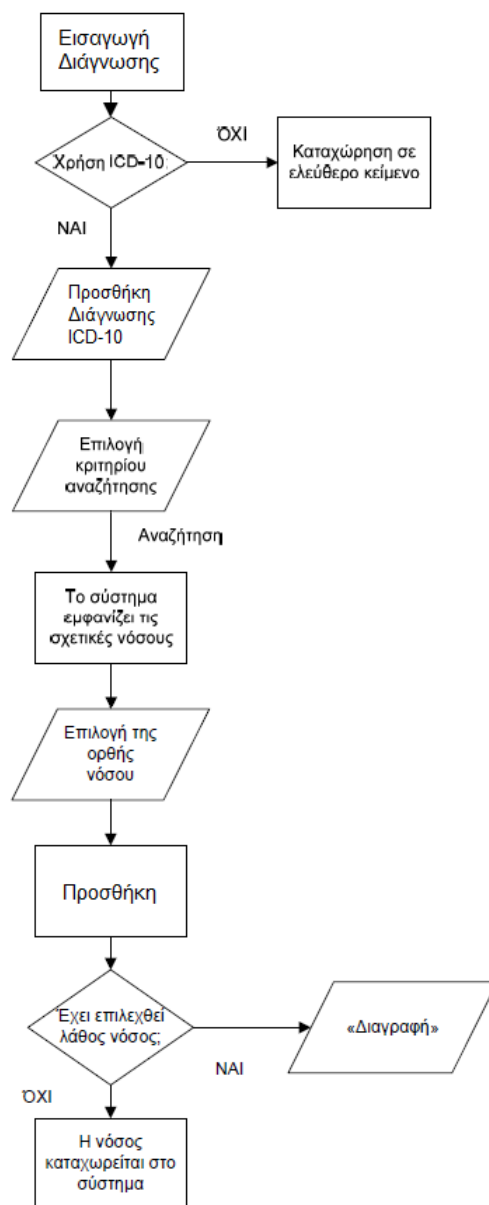 Εισαγωγή
Διάγνωσης
Χρήση ICD-10;
ΌΧΙ
Καταχώρηση σε
ελεύθερο κείμενο
ΝΑΙ
Προσθήκη
Διάγνωσης
ICD-10
Επιλογή
κριτηρίου
αναζήτησης
Αναζήτηση
Το σύστημα
εμφανίζει τις
σχετικές νόσους
Επιλογή της
ορθής
νόσου
Προσθήκη
Έχει επιλεχθεί
λάθος νόσος;
«Διαγραφή»
ΝΑΙ
ΌΧΙ
Η νόσος
καταχωρείται στο
σύστημα